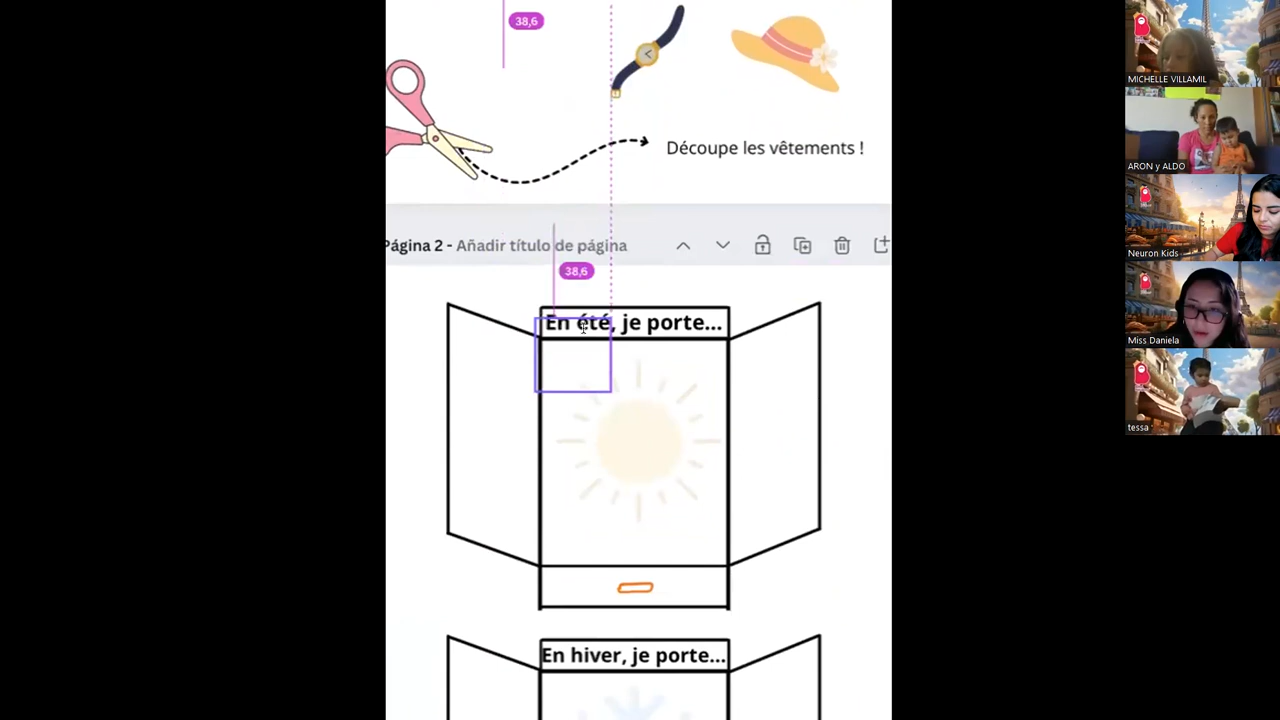 38,6
Découpe les vêtements !
Página 2 - Añadir título de página
38,6
En été, je porte...
En hiver, je porte...
MICHELLE VILLAMIL
ARON y ALDO
Neuron Kids
Miss Daniela
tessa